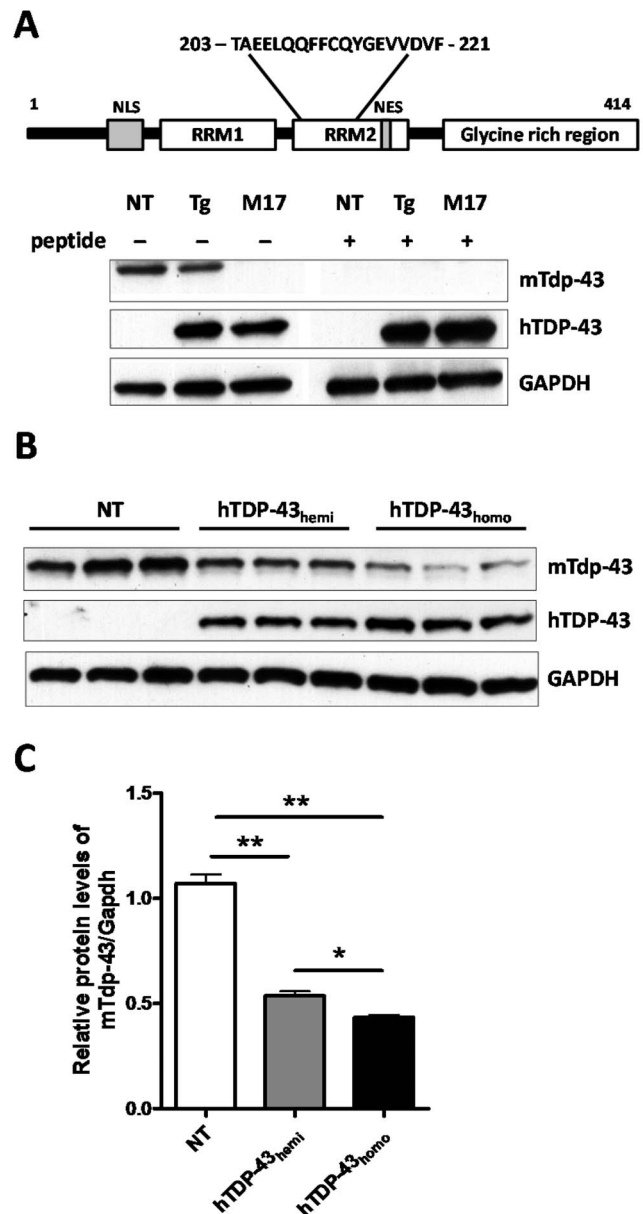 A
203 – TAEELQQFFCQYGEVVDVF - 221
1 NLS NES 414
RRM1 RRM2 Glycine rich region
NT Tg M17 NT Tg M17
peptide – – – + + +
mTdp-43
hTDP-43
GAPDH
B
NT hTDP-43hemi hTDP-43homo
mTdp-43
hTDP-43
GAPDH
C
Relative protein levels of
mTdp-43/Gapdh
1.5
1.0
0.5
0.0
**
**
*
NT
hTDP-43hemi
hTDP-43homo